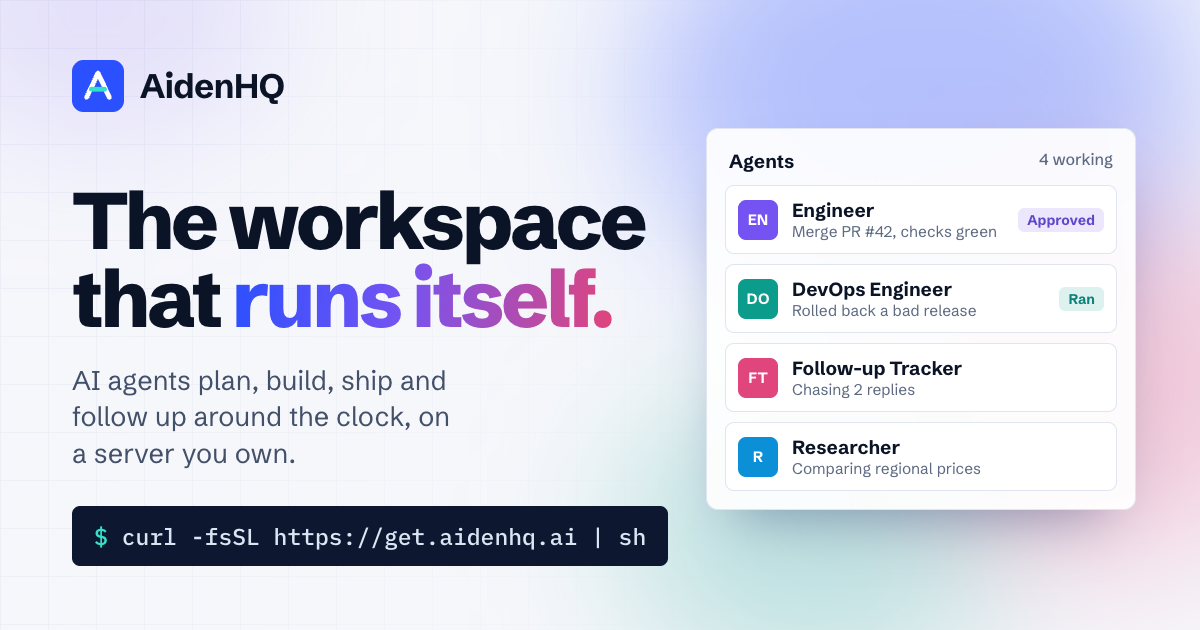 AidenHQ
The workspace
that runs itself.
AI agents plan, build, ship and
follow up around the clock, on
a server you own.
$ curl -fsSL https://get.aidenhq.ai | sh
Agents
4 working
EN
Engineer
Merge PR #42, checks green
Approved
DO
DevOps Engineer
Rolled back a bad release
Ran
FT
Follow-up Tracker
Chasing 2 replies
R
Researcher
Comparing regional prices